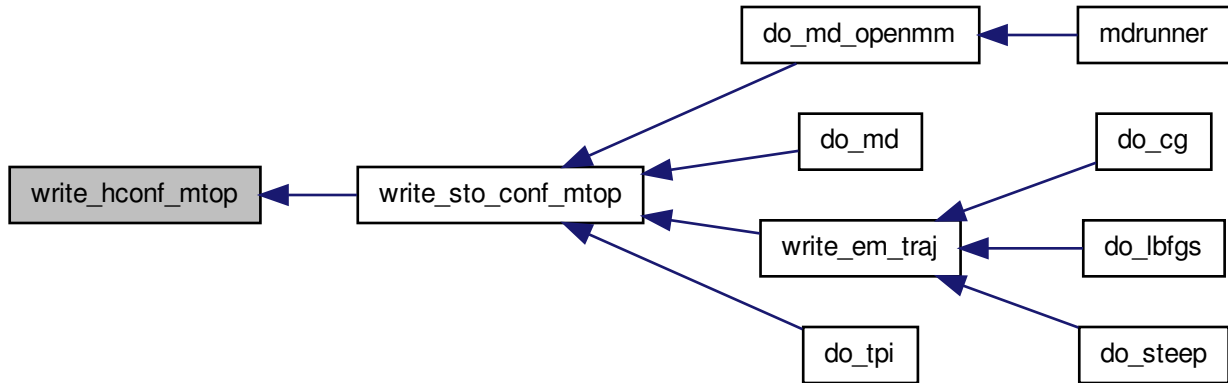 do_md_openmm
mdrunner
do_md
do_cg
write_hconf_mtop
write_sto_conf_mtop
write_em_traj
do_lbfgs
do_tpi
do_steep